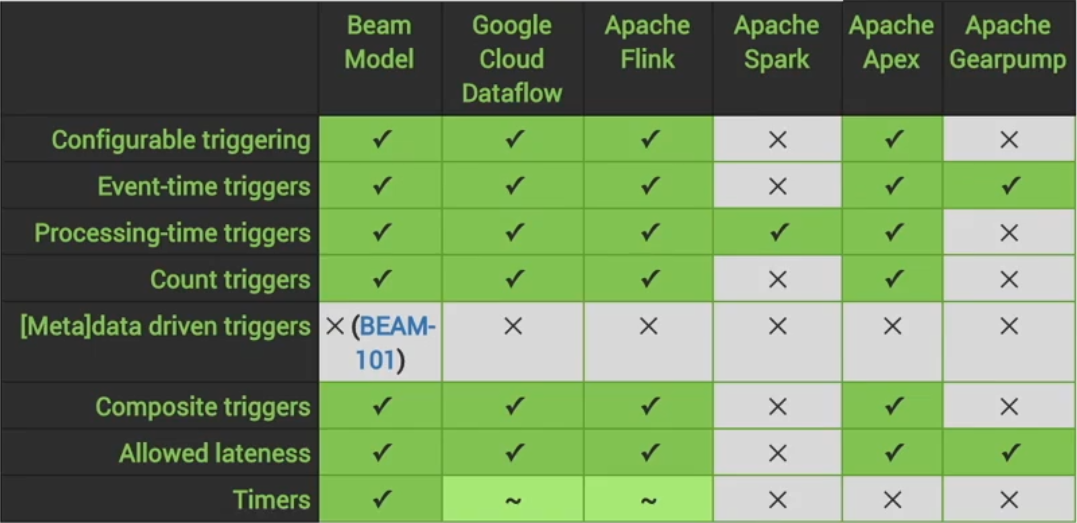 Beam Model Google Cloud Dataflow Apache Flink Apache Spark Apache Apex Apache Gearpump
Configurable triggering ✓ ✓ ✓ × ✓ ×
Event-time triggers ✓ ✓ ✓ × ✓ ✓
Processing-time triggers ✓ ✓ ✓ ✓ ✓ ×
Count triggers ✓ ✓ ✓ × ✓ ×
[Meta]data driven triggers × (BEAM-101) × × × × ×
Composite triggers ✓ ✓ ✓ × ✓ ×
Allowed lateness ✓ ✓ ✓ × ✓ ✓
Timers ✓ ~ ~ × × ×